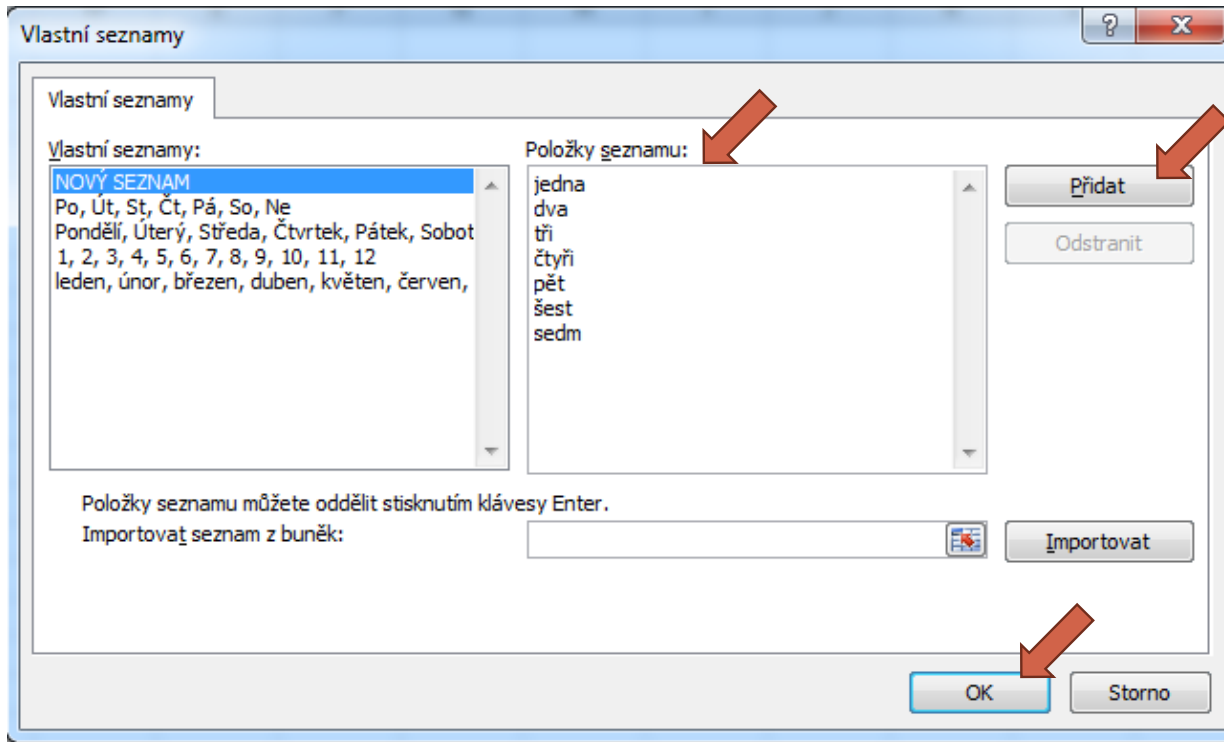 Vlastní seznamy
Vlastní seznamy
Vlastní seznamy:
NOVÝ SEZNAM
Po, Út, St, Čt, Pá, So, Ne
Pondělí, Úterý, Středa, Čtvrtek, Pátek, Sobot
1, 2, 3, 4, 5, 6, 7, 8, 9, 10, 11, 12
leden, únor, březen, duben, květen, červen,
Položky seznamu:
jedna
dva
tři
čtyři
pět
šest
sedm
Přidat
Odstranit
Položky seznamu můžete oddělit stisknutím klávesy Enter.
Importovat seznam z buněk:
Importovat
OK
Storno